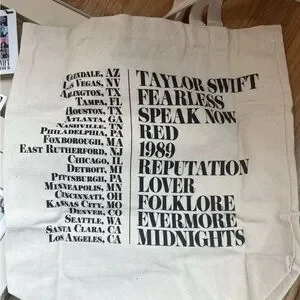 GLENDALE, AZ
LAS VEGAS, NV
ARLINGTON, TX
TAMPA, FL
HOUSTON, TX
ATLANTA, GA
NASHVILLE, TN
PHILADELPHIA, PA
FOXBOROUGH, MA
EAST RUTHERFORD, NJ
CHICAGO, IL
DETROIT, MI
PITTSBURGH, PA
MINNEAPOLIS, MN
CINCINNATI, OH
KANSAS CITY, MO
DENVER, CO
SEATTLE, WA
SANTA CLARA, CA
LOS ANGELES, CA
TAYLOR SWIFT
FEARLESS
SPEAK NOW
RED
1989
REPUTATION
LOVER
FOLKLORE
EVERMORE
MIDNIGHTS